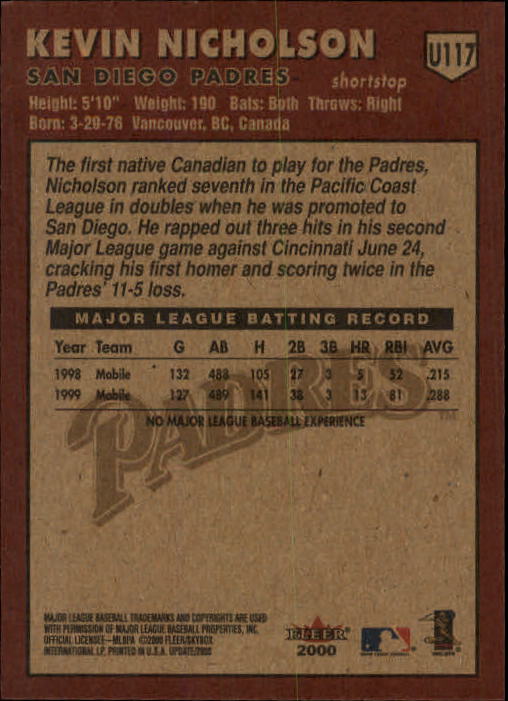 KEVIN NICHOLSON
U117
SAN DIEGO PADRES
shortstop
Height: 5'10" Weight: 190 Bats: Both Throws: Right
Born: 3-29-76 Vancouver, BC, Canada
The first native Canadian to play for the Padres,
Nicholson ranked seventh in the Pacific Coast
League in doubles when he was promoted to
San Diego. He rapped out three hits in his second
Major League game against Cincinnati June 24,
cracking his first homer and scoring twice in the
Padres' 11-5 loss.
MAJOR LEAGUE BATTING RECORD
Year Team G AB H 2B 3B HR RBI AVG
1998 Mobile 132 488 105 27 3 5 52 .215
1999 Mobile 127 489 141 38 3 13 81 .288
NO MAJOR LEAGUE BASEBALL EXPERIENCE
PADRES
MAJOR LEAGUE BASEBALL TRADEMARKS AND COPYRIGHTS ARE USED
WITH PERMISSION OF MAJOR LEAGUE BASEBALL PROPERTIES, INC.
OFFICIAL LICENSEE—MLBPA ©2000 FLEER/SKYBOX
INTERNATIONAL LP. PRINTED IN U.S.A. UPDATE/2000
FLEER
2000